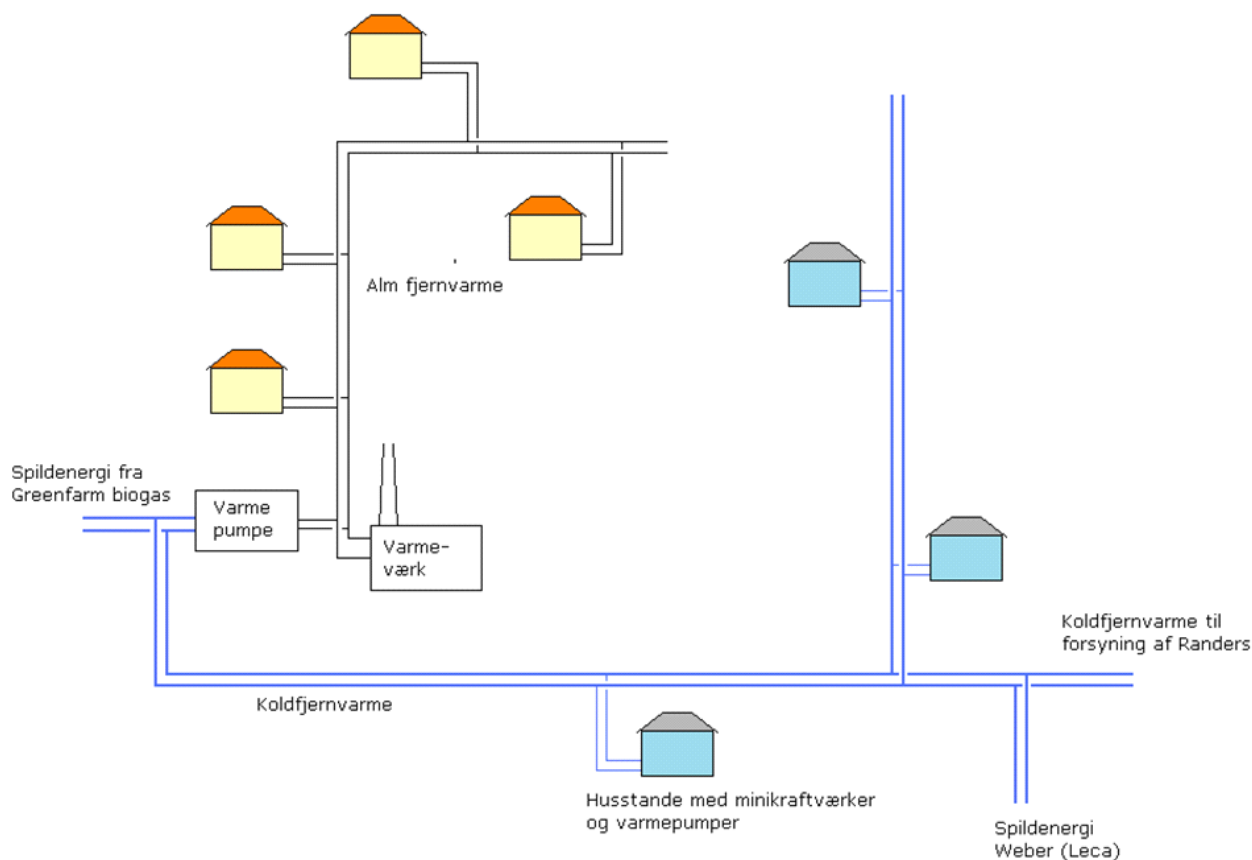 Alm fjernvarme
Spildenergi fra
Greenfarm biogas
Varme
pumpe
Varme-
værk
Koldfjernvarme til
forsyning af Randers
Koldfjernvarme
Husstande med minikraftværker
og varmepumper
Spildenergi
Weber (Leca)